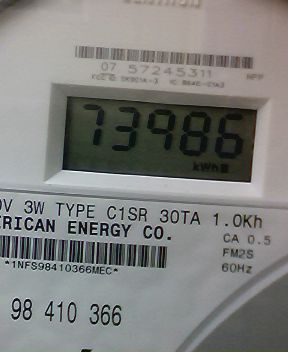 07 57245311
73986
kWh
0V 3W TYPE C1SR 30TA 1.0Kh
ERICAN ENERGY CO.
CA 0.5
FM2S
60Hz
*1NFS98410366MEC*
98 410 366